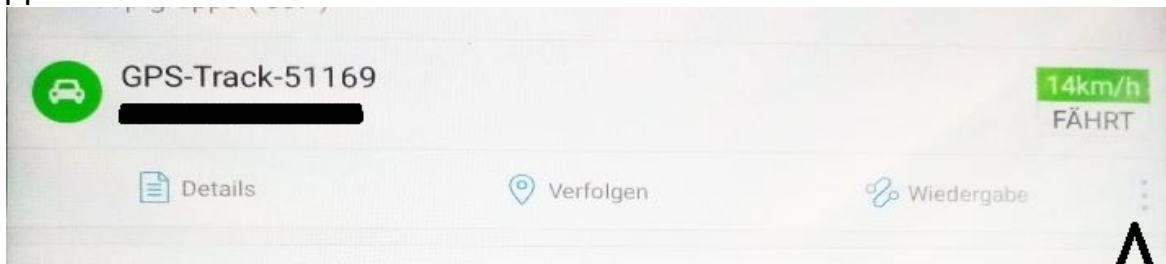 GPS-Track-51169
14km/h
FÄHRT
Details
Verfolgen
Wiedergabe